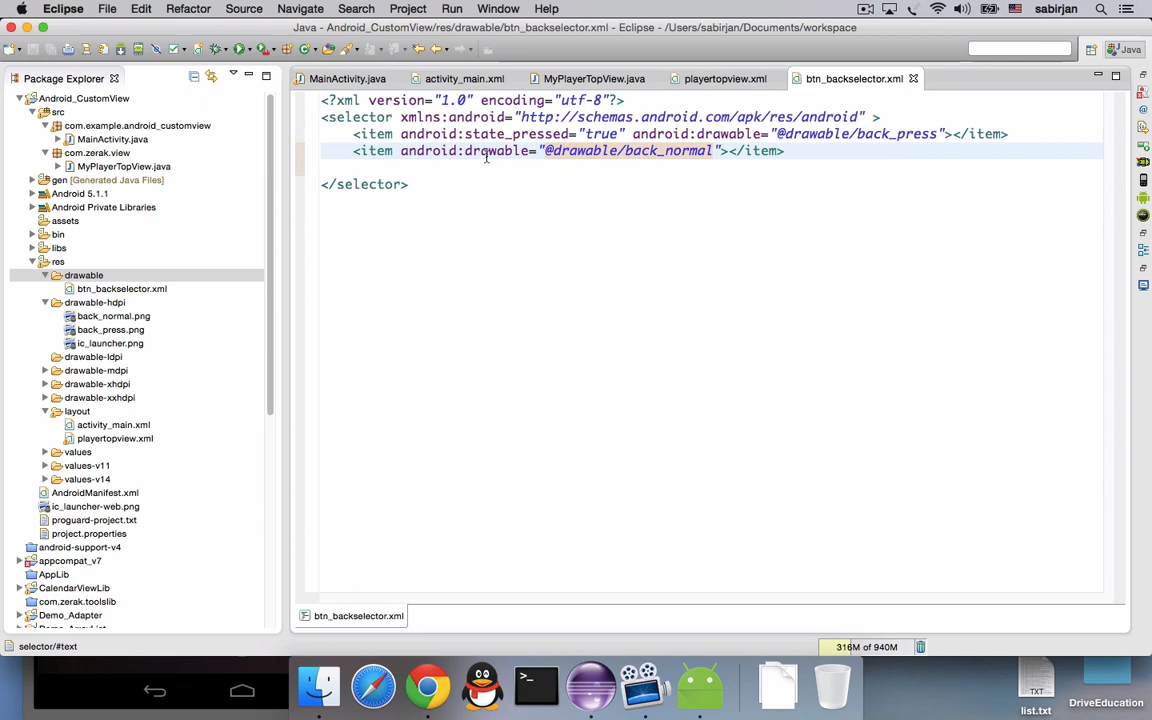 Eclipse File Edit Source Refactor Navigate Search Project Run Window Help sabirjan
Java - Android_CustomView/res/drawable/btn_backselector.xml - Eclipse - /Users/sabirjan/Documents/workspace
Java
Package Explorer
MainActivity.java activity_main.xml MyPlayerTopView.java playertopview.xml btn_backselector.xml
Android_CustomView
src
com.example.android_customview
MainActivity.java
com.zerak.view
MyPlayerTopView.java
gen [Generated Java Files]
Android 5.1.1
Android Private Libraries
assets
bin
libs
res
drawable
btn_backselector.xml
drawable-hdpi
back_normal.png
back_press.png
ic_launcher.png
drawable-ldpi
drawable-mdpi
drawable-xhdpi
drawable-xxhdpi
layout
activity_main.xml
playertopview.xml
values
values-v11
values-v14
AndroidManifest.xml
ic_launcher-web.png
proguard-project.txt
project.properties
android-support-v4
appcompat_v7
AppLib
CalendarViewLib
com.zerak.toolslib
Demo_Adapter
<?xml version="1.0" encoding="utf-8"?>
<selector xmlns:android="http://schemas.android.com/apk/res/android" >
<item android:state_pressed="true" android:drawable="@drawable/back_press"></item>
<item android:drawable="@drawable/back_normal"></item>
</selector>
btn_backselector.xml
selector/#text
316M of 940M
TXT
list.txt
DriveEducation